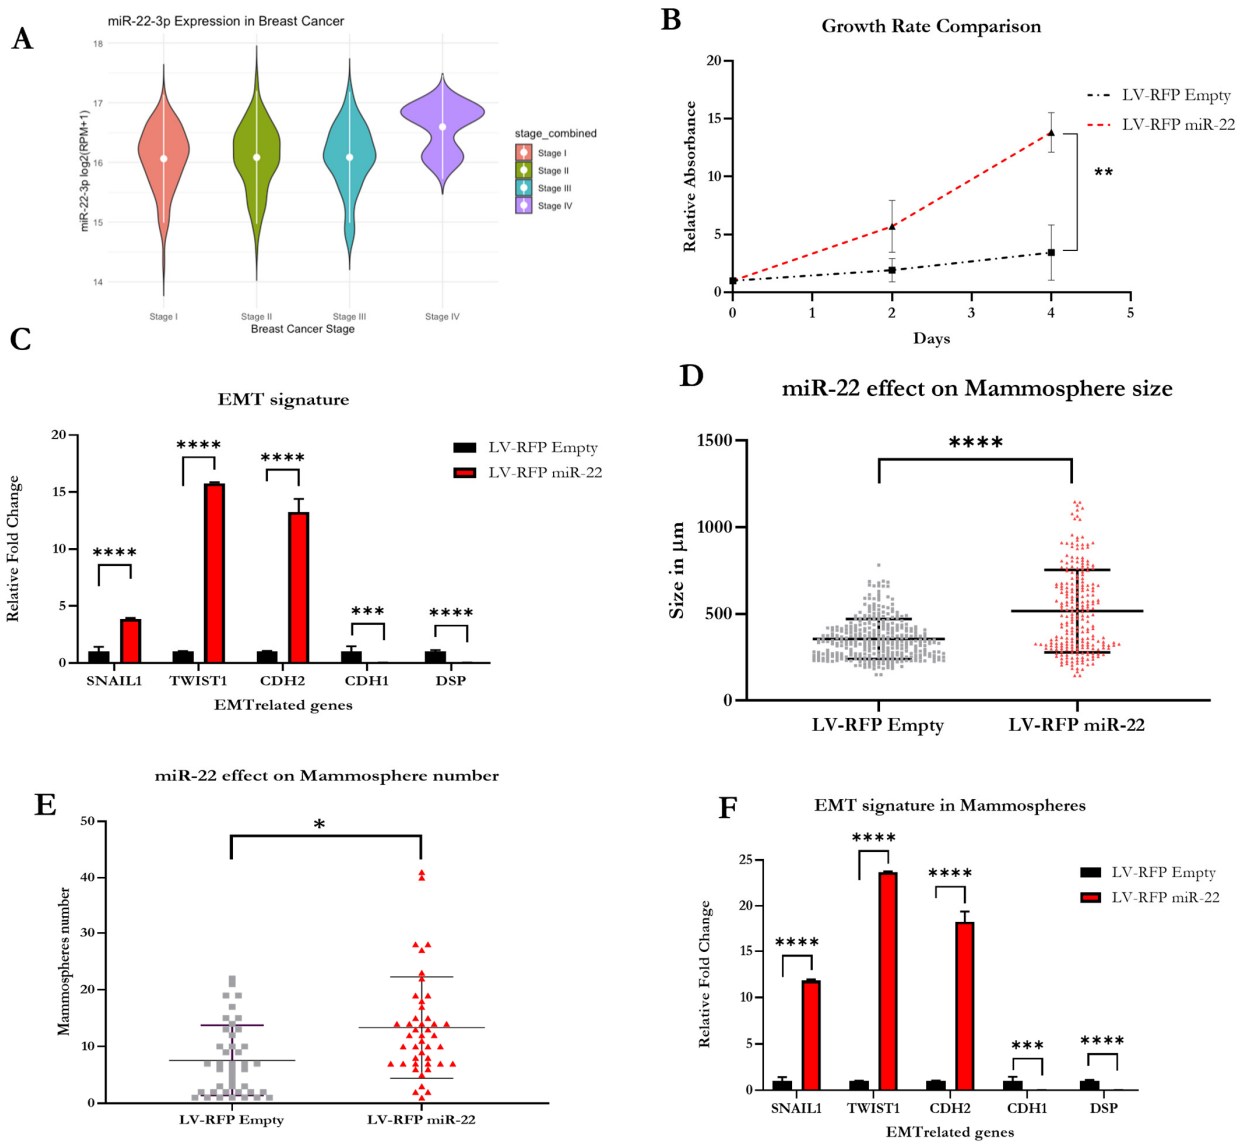 A
miR-22-3p Expression in Breast Cancer
18
17
16
15
14
miR-22-3p log2(RPM+1)
Stage I
Stage II
Stage III
Stage IV
Breast Cancer Stage
stage_combined
Stage I
Stage II
Stage III
Stage IV
B
Growth Rate Comparison
20
15
10
5
0
Relative Absorbance
0 1 2 3 4 5
Days
LV-RFP Empty
LV-RFP miR-22
**
C
EMT signature
20
15
10
5
0
Relative Fold Change
**** **** **** *** ****
SNAIL1 TWIST1 CDH2 CDH1 DSP
EMTrelated genes
LV-RFP Empty
LV-RFP miR-22
D
miR-22 effect on Mammosphere size
1500
1000
500
0
Size in µm
****
LV-RFP Empty LV-RFP miR-22
E
miR-22 effect on Mammosphere number
50
40
30
20
10
0
Mammospheres number
*
LV-RFP Empty LV-RFP miR-22
F
EMT signature in Mammospheres
25
20
15
10
5
0
Relative Fold Change
**** **** **** *** ****
SNAIL1 TWIST1 CDH2 CDH1 DSP
EMTrelated genes
LV-RFP Empty
LV-RFP miR-22